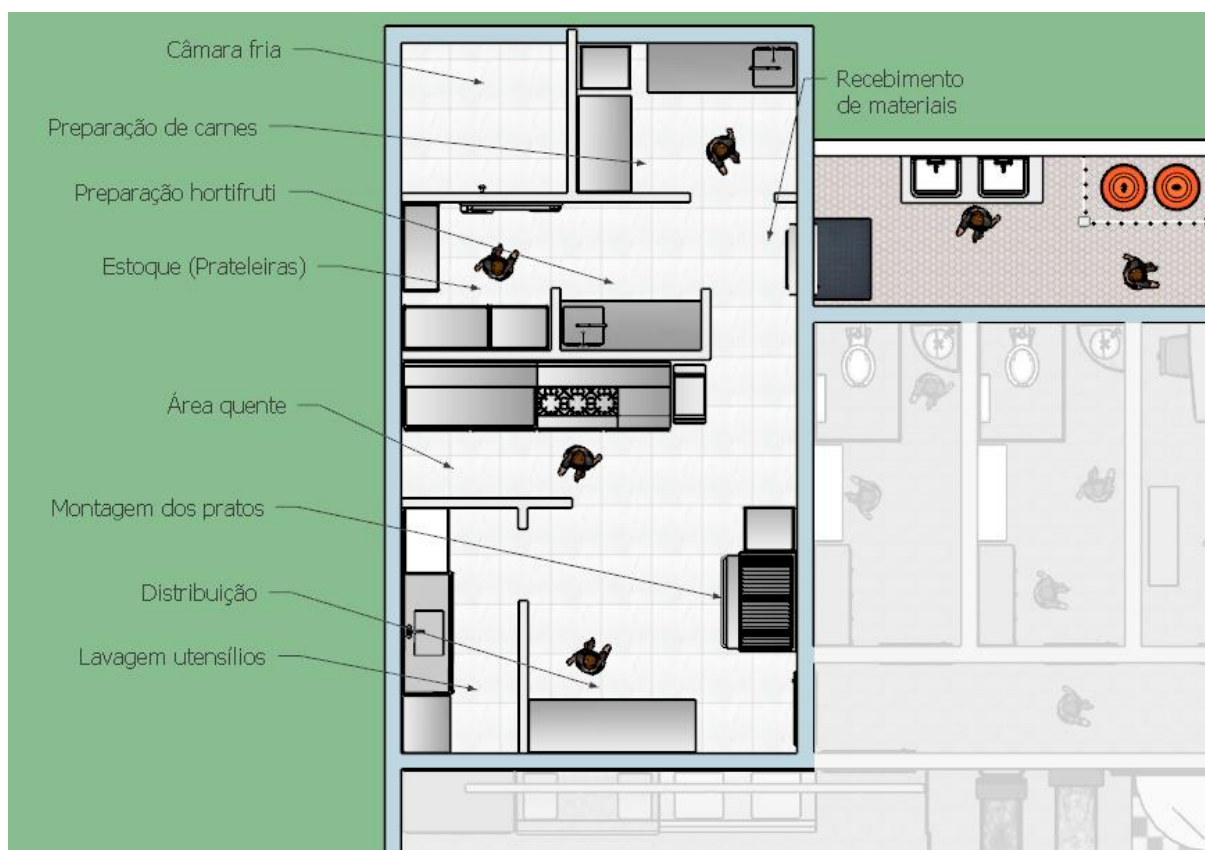 Câmara fria
Recebimento
de materiais
Preparação de carnes
Preparação hortifruti
Estoque (Prateleiras)
Área quente
Montagem dos pratos
Distribuição
Lavagem utensílios